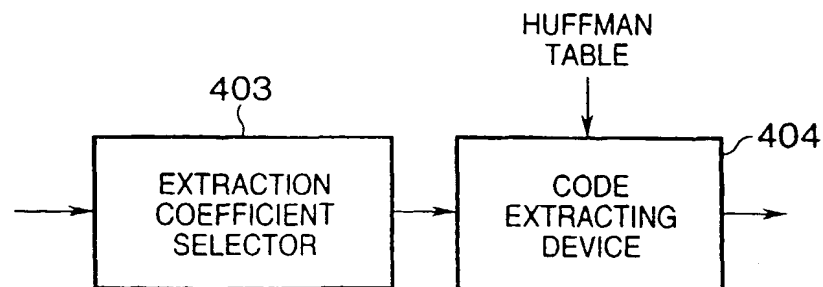 HUFFMAN
TABLE
403
404
EXTRACTION
COEFFICIENT
SELECTOR
CODE
EXTRACTING
DEVICE